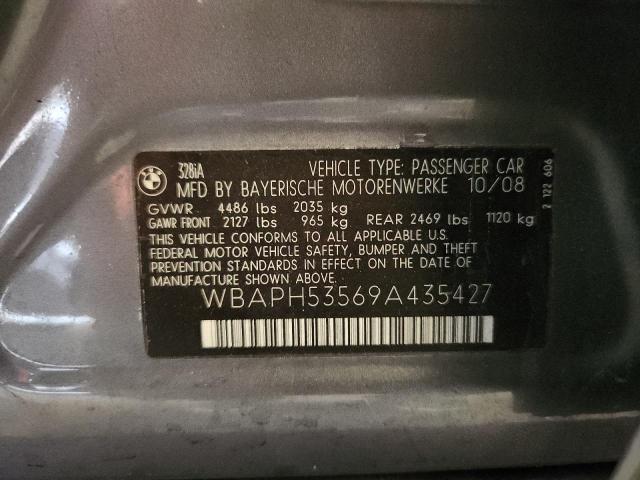 328iA VEHICLE TYPE: PASSENGER CAR
MFD BY BAYERISCHE MOTORENWERKE 10/08
GVWR 4486 lbs 2035 kg
GAWR FRONT 2127 lbs 965 kg REAR 2469 lbs 1120 kg
THIS VEHICLE CONFORMS TO ALL APPLICABLE U.S.
FEDERAL MOTOR VEHICLE SAFETY, BUMPER AND THEFT
PREVENTION STANDARDS IN EFFECT ON THE DATE OF
MANUFACTURE SHOWN ABOVE.
WBAPH53569A435427
2 122 606
BMW